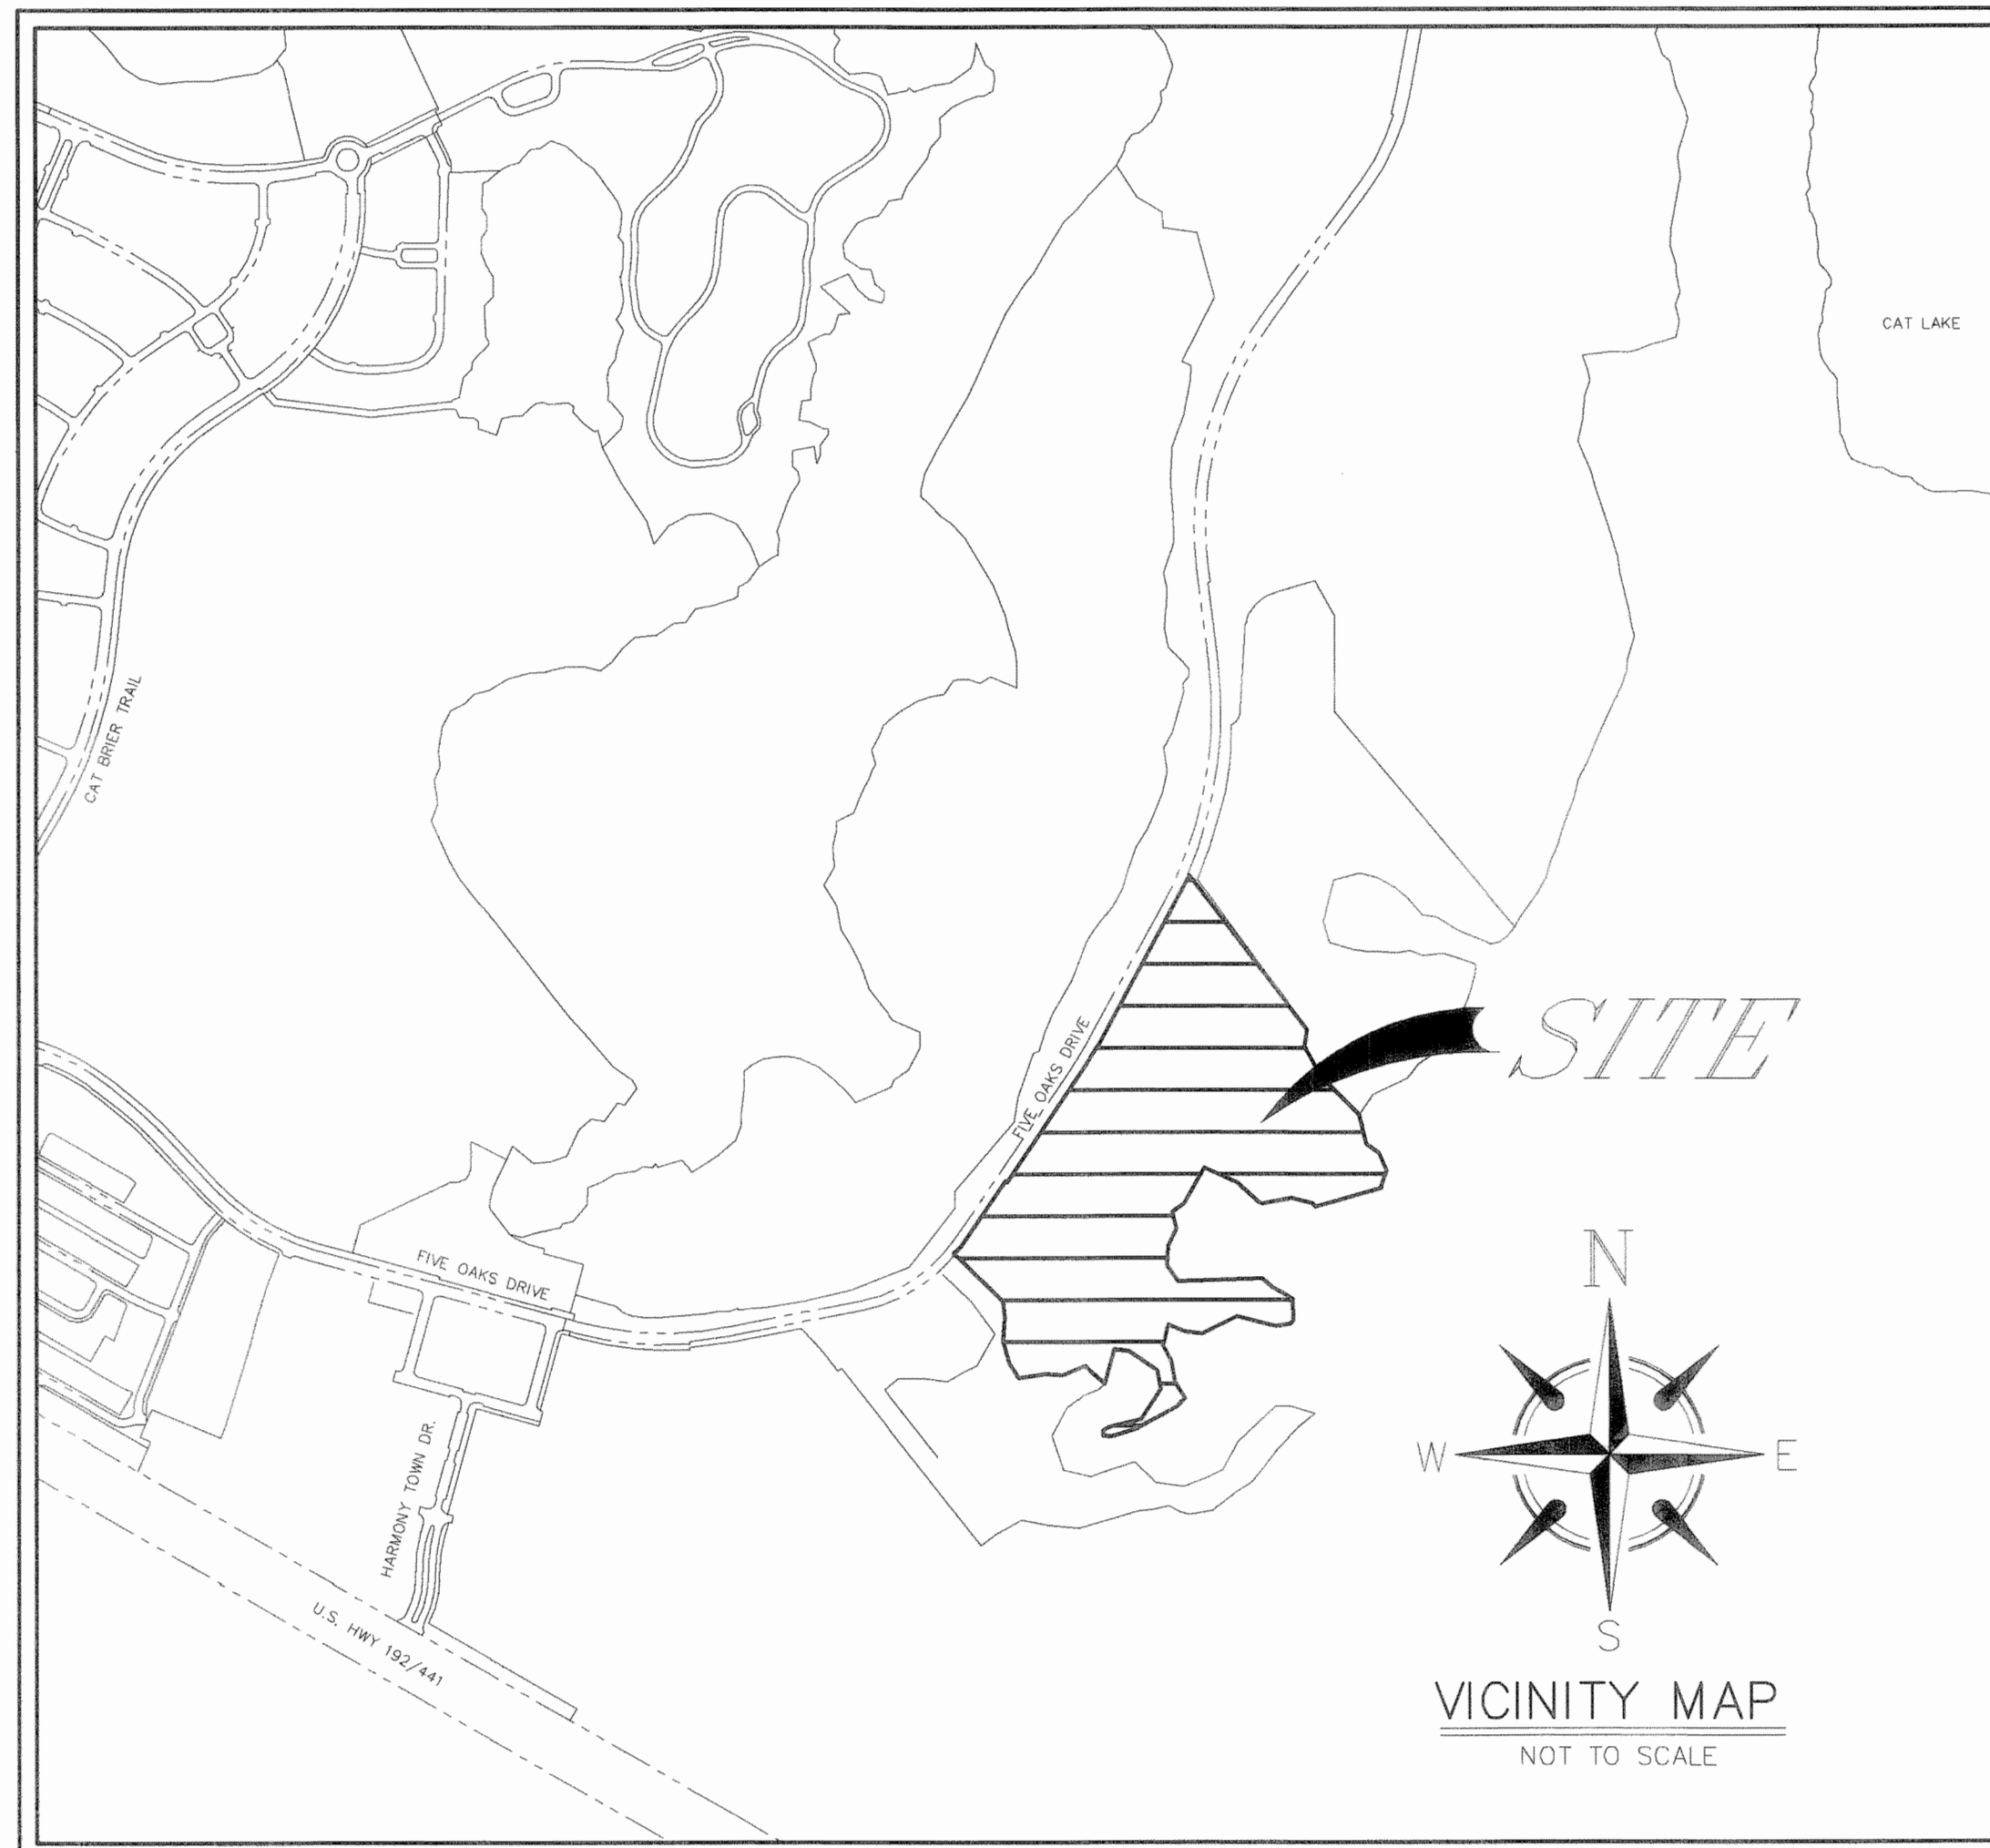 CAT LAKE
CAT BRIER TRAIL
FIVE OAKS DRIVE
SITE
FIVE OAKS DRIVE
HARMONY TOWN DR.
U.S. HWY 192/441
N
W
E
S
VICINITY MAP
NOT TO SCALE